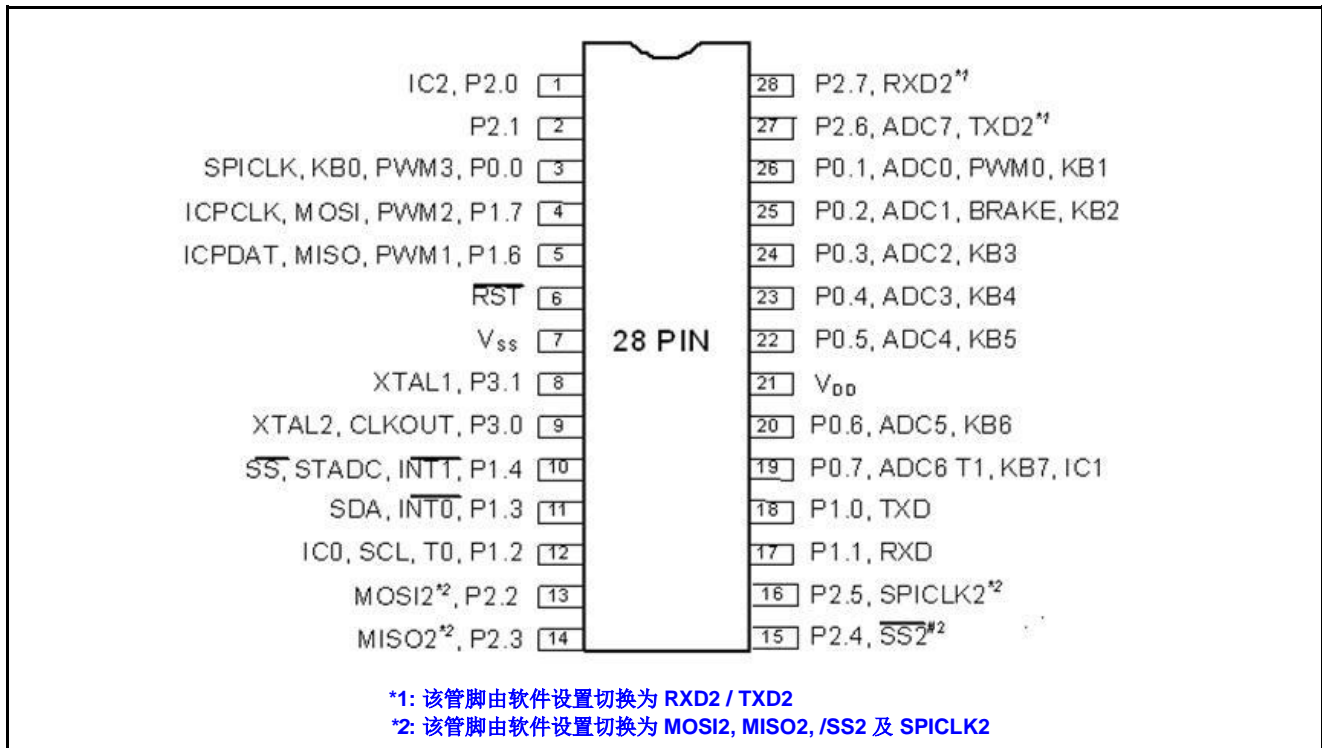 IC2, P2.0 1
P2.1 2
SPICLK, KB0, PWM3, P0.0 3
ICPCLK, MOSI, PWM2, P1.7 4
ICPDAT, MISO, PWM1, P1.6 5
RST 6
VSS 7
XTAL1, P3.1 8
XTAL2, CLKOUT, P3.0 9
SS, STADC, INT1, P1.4 10
SDA, INT0, P1.3 11
IC0, SCL, T0, P1.2 12
MOSI2*2, P2.2 13
MISO2*2, P2.3 14
28 PIN
28 P2.7, RXD2*1
27 P2.6, ADC7, TXD2*1
26 P0.1, ADC0, PWM0, KB1
25 P0.2, ADC1, BRAKE, KB2
24 P0.3, ADC2, KB3
23 P0.4, ADC3, KB4
22 P0.5, ADC4, KB5
21 VDD
20 P0.6, ADC5, KB6
19 P0.7, ADC6 T1, KB7, IC1
18 P1.0, TXD
17 P1.1, RXD
16 P2.5, SPICLK2*2
15 P2.4, SS2#2
*1: 该管脚由软件设置切换为 RXD2 / TXD2
*2: 该管脚由软件设置切换为 MOSI2, MISO2, /SS2 及 SPICLK2